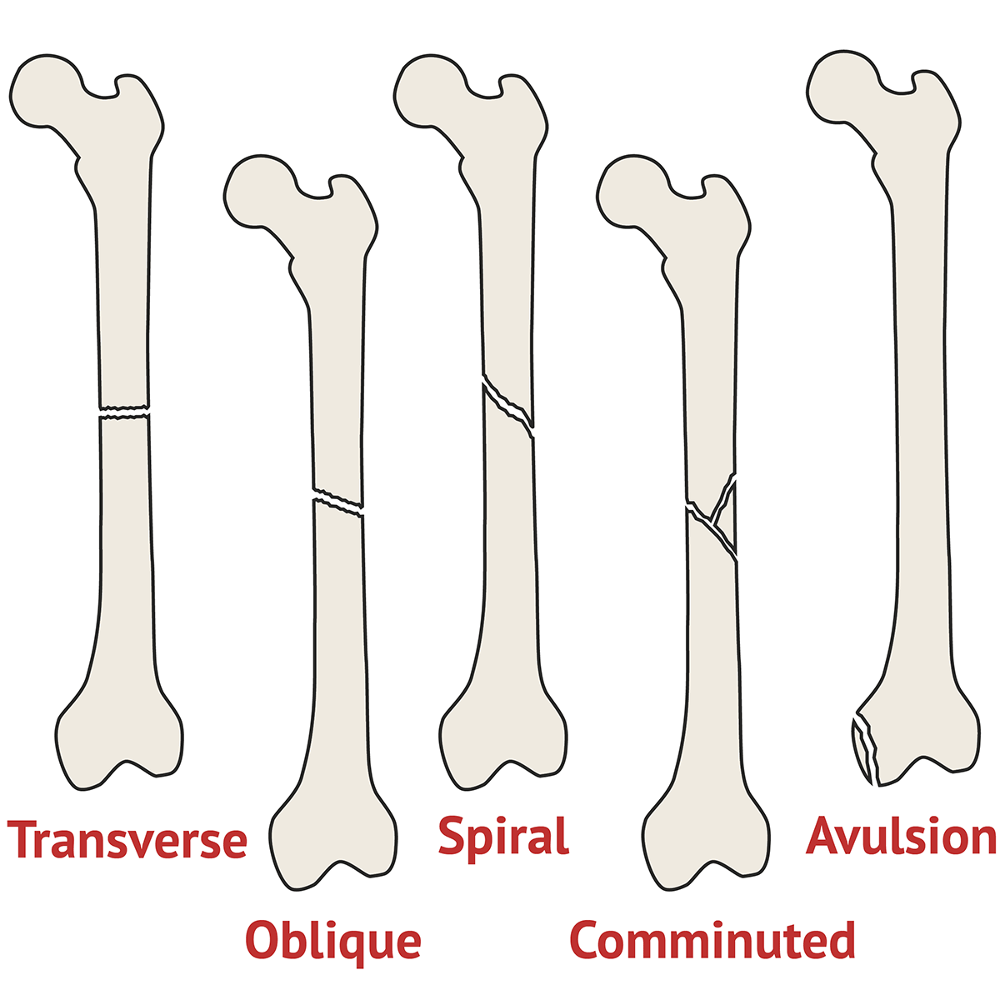 Transverse
Spiral
Avulsion
Oblique
Comminuted